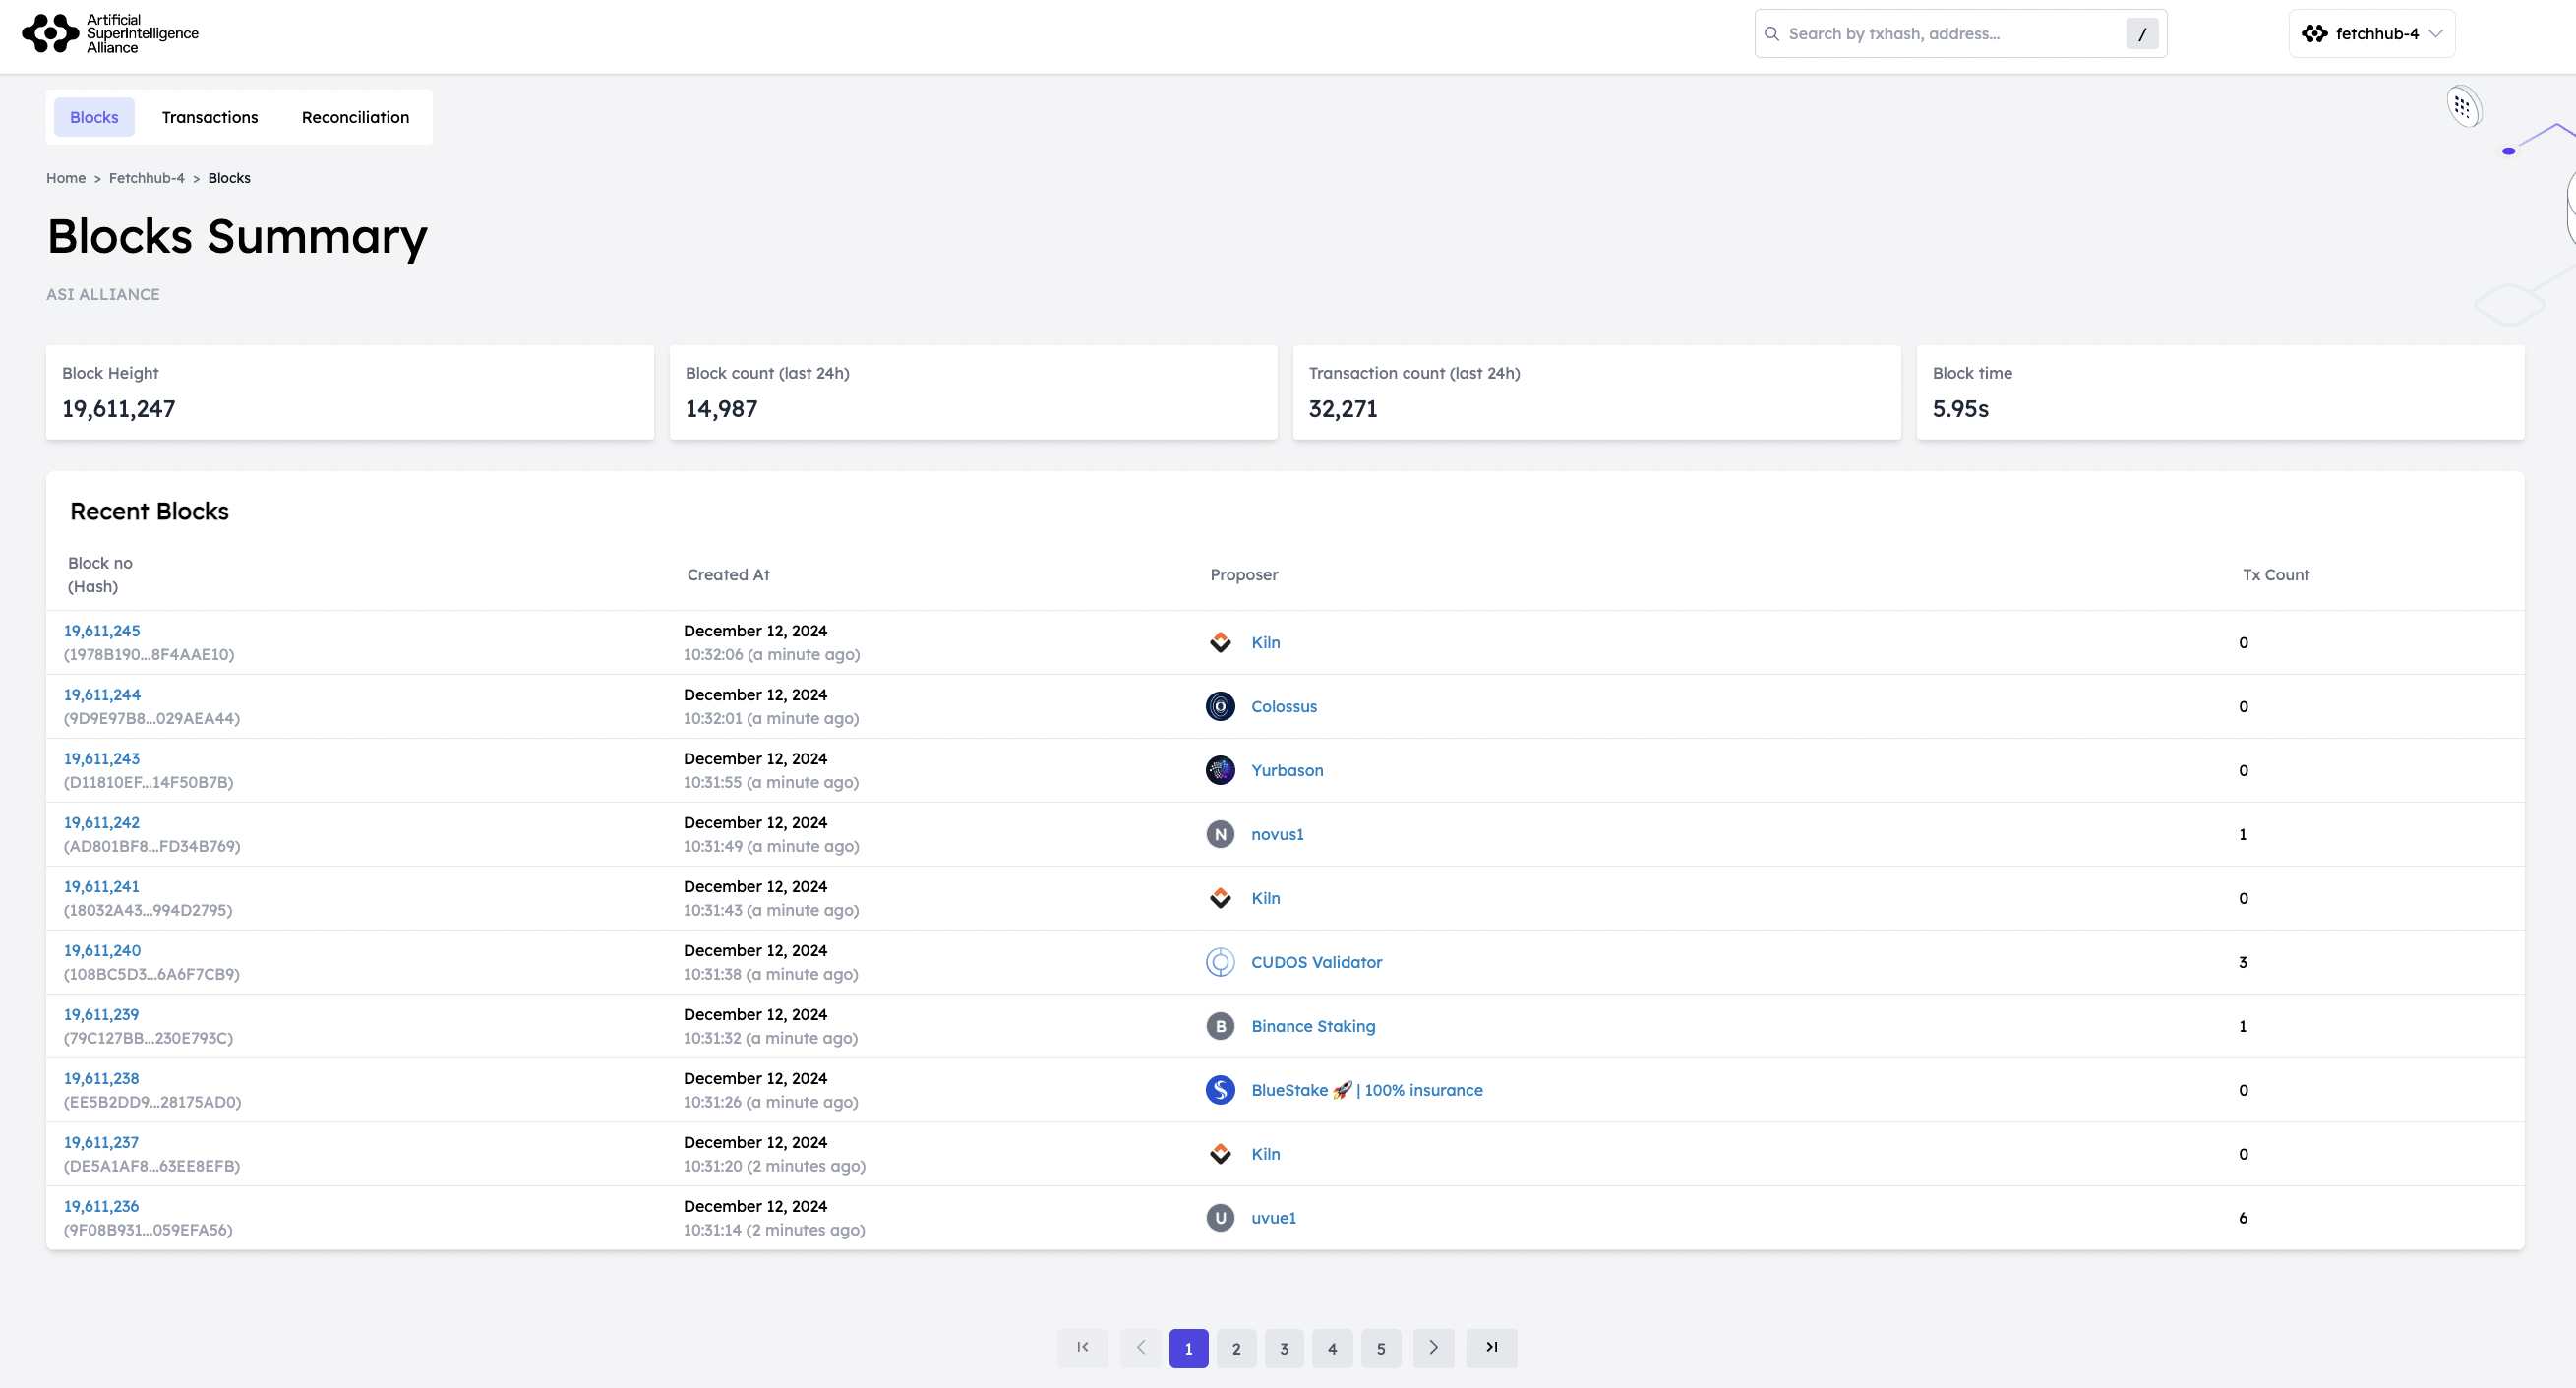 Artificial
Superintelligence
Alliance
Search by txhash, address...
/
fetchhub-4
Blocks Transactions Reconciliation
Home > Fetchhub-4 > Blocks
Blocks Summary
ASI ALLIANCE
Block Height
19,611,247
Block count (last 24h)
14,987
Transaction count (last 24h)
32,271
Block time
5.95s
Recent Blocks
Block no
(Hash)
Created At
Proposer
Tx Count
19,611,245
(1978B190...8F4AAE10)
December 12, 2024
10:32:06 (a minute ago)
Kiln
0
19,611,244
(9D9E97B8...029AEA44)
December 12, 2024
10:32:01 (a minute ago)
Colossus
0
19,611,243
(D11810EF...14F50B7B)
December 12, 2024
10:31:55 (a minute ago)
Yurbason
0
19,611,242
(AD801BF8...FD34B769)
December 12, 2024
10:31:49 (a minute ago)
N
novus1
1
19,611,241
(18032A43...994D2795)
December 12, 2024
10:31:43 (a minute ago)
Kiln
0
19,611,240
(108BC5D3...6A6F7CB9)
December 12, 2024
10:31:38 (a minute ago)
CUDOS Validator
3
19,611,239
(79C127BB...230E793C)
December 12, 2024
10:31:32 (a minute ago)
B
Binance Staking
1
19,611,238
(EE5B2DD9...28175AD0)
December 12, 2024
10:31:26 (a minute ago)
BlueStake 🚀 | 100% insurance
0
19,611,237
(DE5A1AF8...63EE8EFB)
December 12, 2024
10:31:20 (2 minutes ago)
Kiln
0
19,611,236
(9F08B931...059EFA56)
December 12, 2024
10:31:14 (2 minutes ago)
U
uvue1
6
1 2 3 4 5